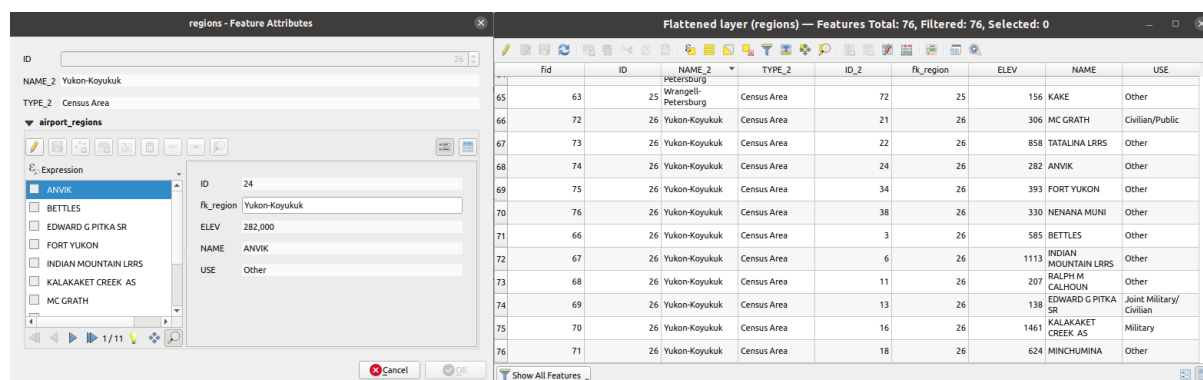 regions - Feature Attributes
ID 26
NAME_2 Yukon-Koyukuk
TYPE_2 Census Area
airport_regions
Expression
ANVIK
BETTLES
EDWARD G PITKA SR
FORT YUKON
INDIAN MOUNTAIN LRRS
KALAKAKET CREEK AS
MC GRATH
ID 24
fk_region Yukon-Koyukuk
ELEV 282,000
NAME ANVIK
USE Other
1/11
Cancel OK
Flattened layer (regions) — Features Total: 76, Filtered: 76, Selected: 0
fid ID NAME_2 TYPE_2 ID_2 fk_region ELEV NAME USE
Petersburg
65 63 25 Wrangell-Petersburg Census Area 72 25 156 KAKE Other
66 72 26 Yukon-Koyukuk Census Area 21 26 306 MC GRATH Civilian/Public
67 73 26 Yukon-Koyukuk Census Area 22 26 858 TATALINA LRRS Other
68 74 26 Yukon-Koyukuk Census Area 24 26 282 ANVIK Other
69 75 26 Yukon-Koyukuk Census Area 34 26 393 FORT YUKON Other
70 76 26 Yukon-Koyukuk Census Area 38 26 330 NENANA MUNI Other
71 66 26 Yukon-Koyukuk Census Area 3 26 585 BETTLES Other
72 67 26 Yukon-Koyukuk Census Area 6 26 1113 INDIAN MOUNTAIN LRRS Other
73 68 26 Yukon-Koyukuk Census Area 11 26 207 RALPH M CALHOUN Other
74 69 26 Yukon-Koyukuk Census Area 13 26 138 EDWARD G PITKA SR Joint Military/Civilian
75 70 26 Yukon-Koyukuk Census Area 16 26 1461 KALAKAKET CREEK AS Military
76 71 26 Yukon-Koyukuk Census Area 18 26 624 MINCHUMINA Other
Show All Features